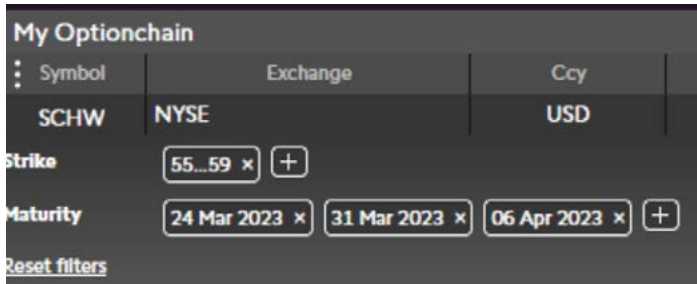 My Optionchain
Symbol Exchange Ccy
SCHW NYSE USD
Strike 55...59 × +
Maturity 24 Mar 2023 × 31 Mar 2023 × 06 Apr 2023 × +
Reset filters